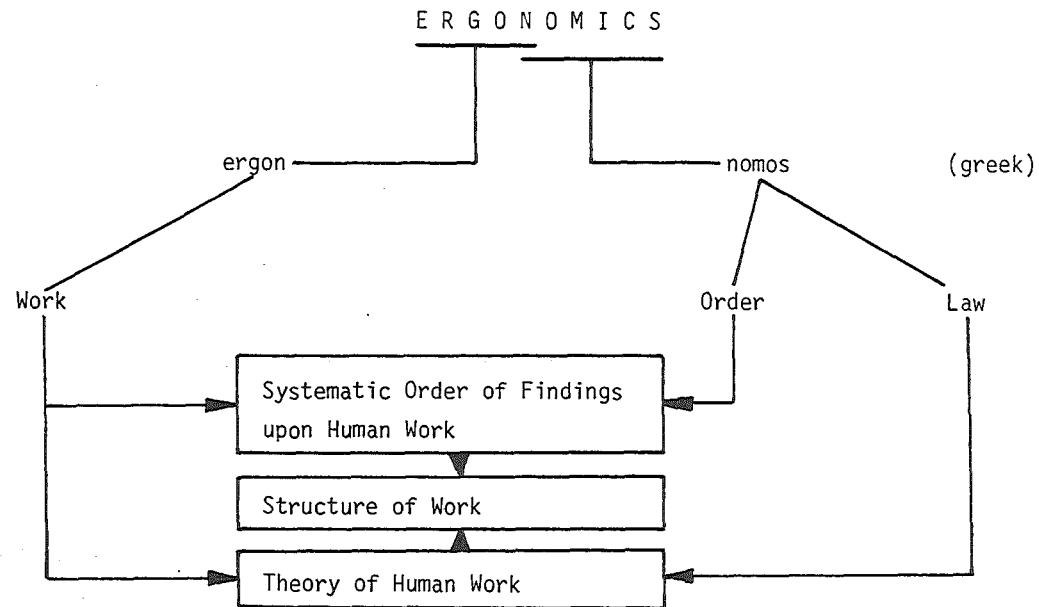 ERGONOMICS
ergon nomos (greek)
Work Order Law
Systematic Order of Findings
upon Human Work
Structure of Work
Theory of Human Work